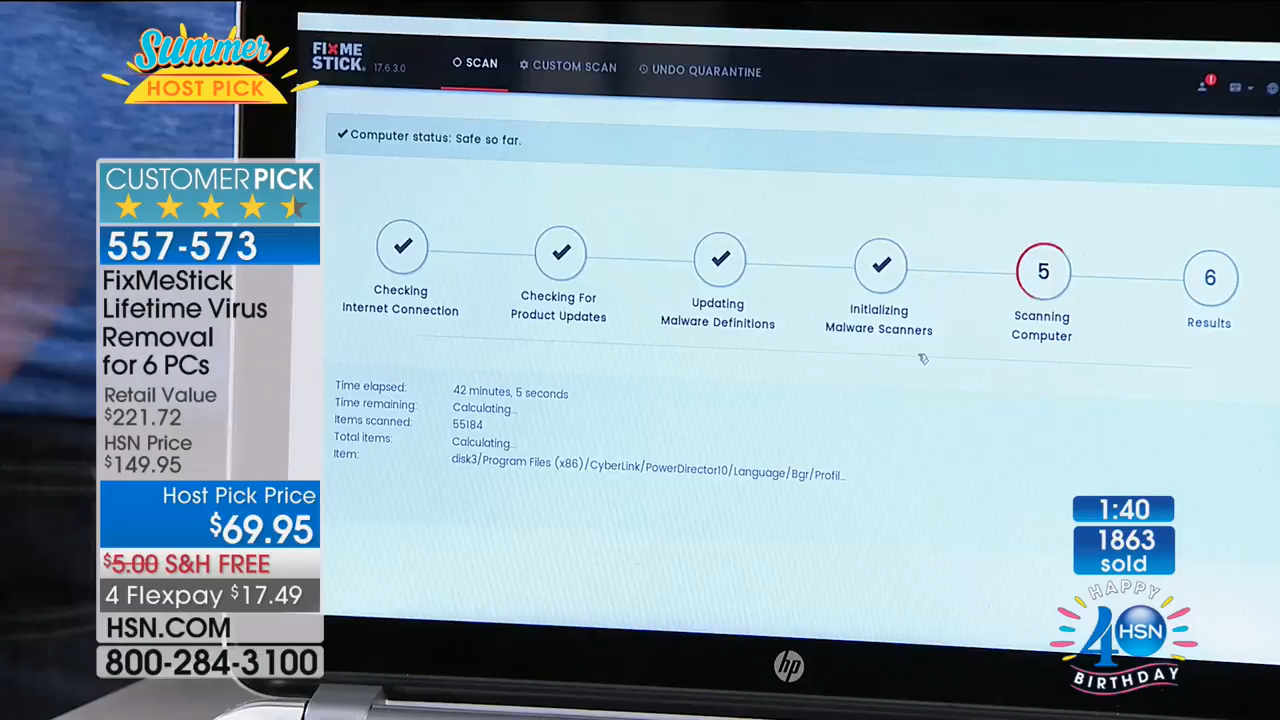 Summer
HOST PICK
CUSTOMER PICK
557-573
FixMeStick
Lifetime Virus
Removal
for 6 PCs
Retail Value
$221.72
HSN Price
$149.95
Host Pick Price
$69.95
$5.00 S&H FREE
4 Flexpay $17.49
HSN.COM
800-284-3100
FIXME
STICK. 17.6.3.0
SCAN
CUSTOM SCAN
UNDO QUARANTINE
Computer status: Safe so far.
Checking
Internet Connection
Checking For
Product Updates
Updating
Malware Definitions
Initializing
Malware Scanners
5
Scanning
Computer
6
Results
Time elapsed: 42 minutes, 5 seconds
Time remaining: Calculating...
Items scanned: 55184
Total items: Calculating...
Item: disk3/Program Files (x86)/CyberLink/PowerDirector10/Language/Bgr/Profil...
hp
1:40
1863
sold
HAPPY
40
HSN
BIRTHDAY